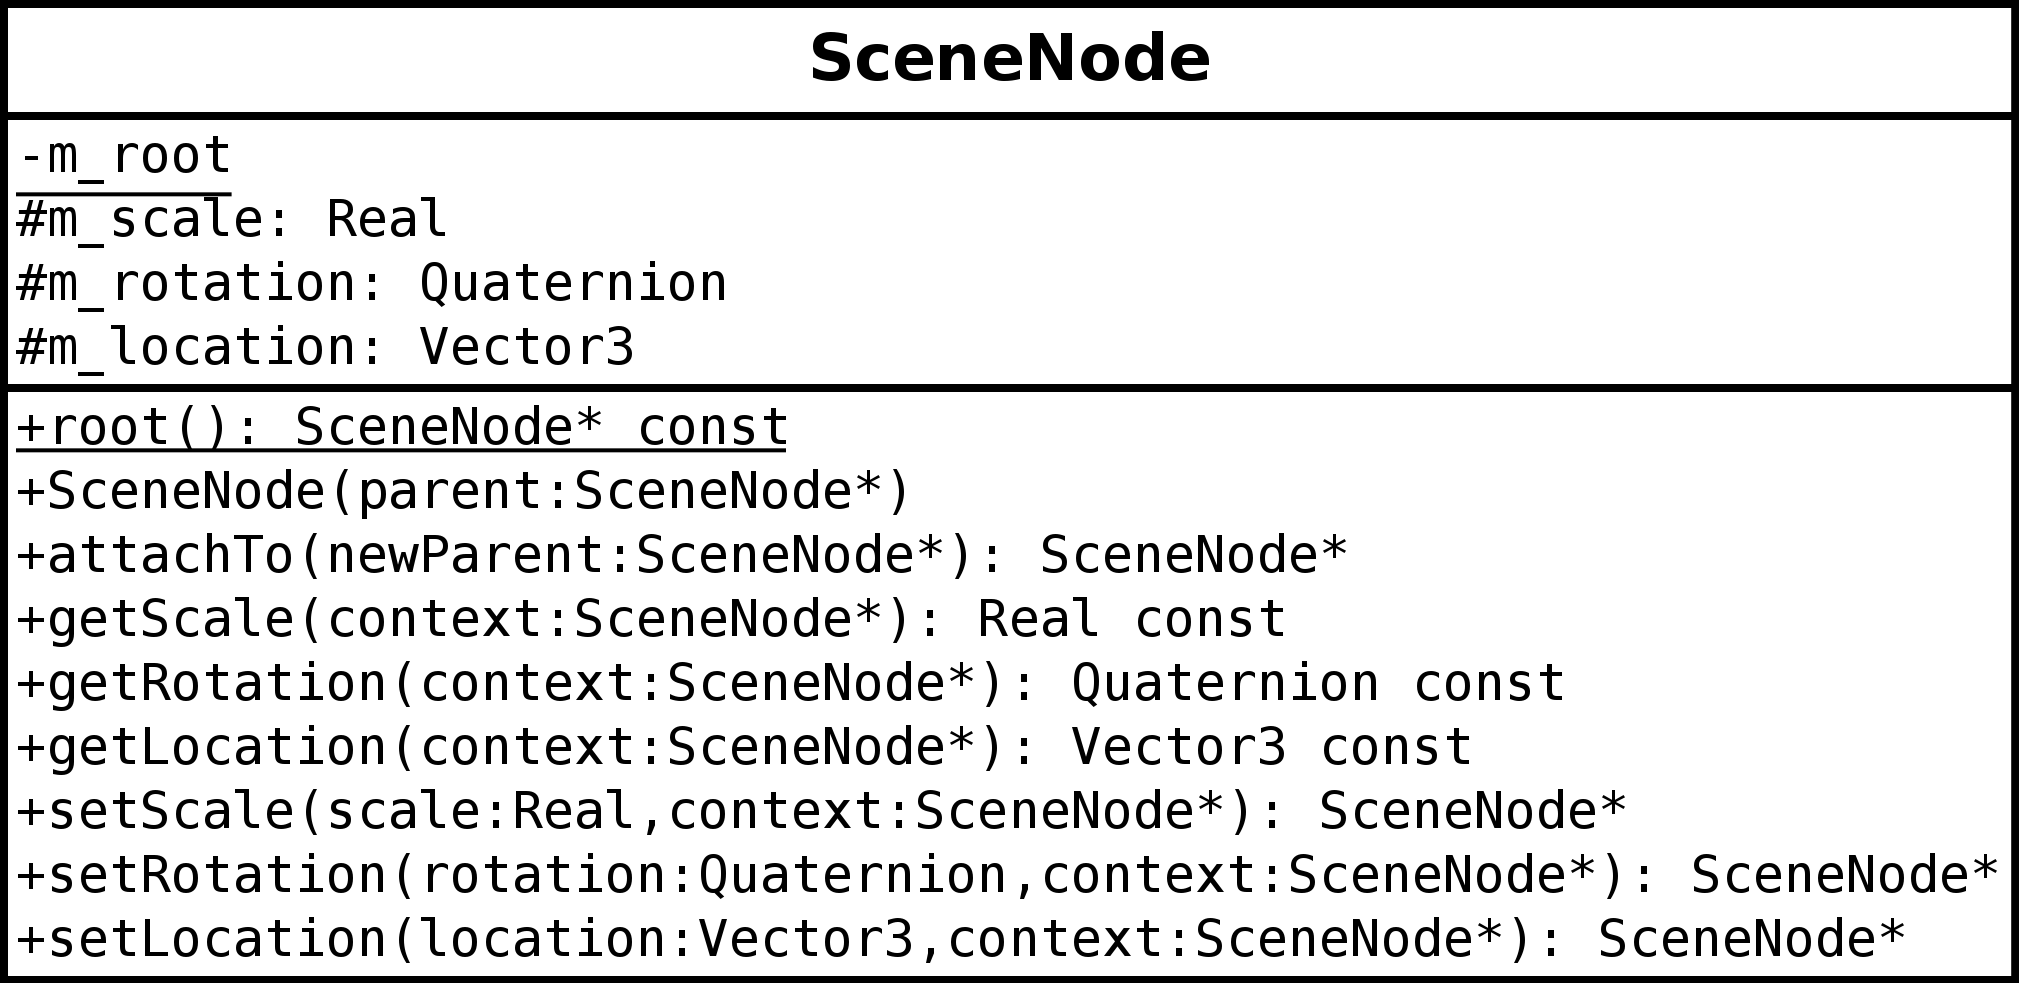 SceneNode
-m_root
#m_scale: Real
#m_rotation: Quaternion
#m_location: Vector3
+root(): SceneNode* const
+SceneNode(parent:SceneNode*)
+attachTo(newParent:SceneNode*): SceneNode*
+getScale(context:SceneNode*): Real const
+getRotation(context:SceneNode*): Quaternion const
+getLocation(context:SceneNode*): Vector3 const
+setScale(scale:Real,context:SceneNode*): SceneNode*
+setRotation(rotation:Quaternion,context:SceneNode*): SceneNode*
+setLocation(location:Vector3,context:SceneNode*): SceneNode*